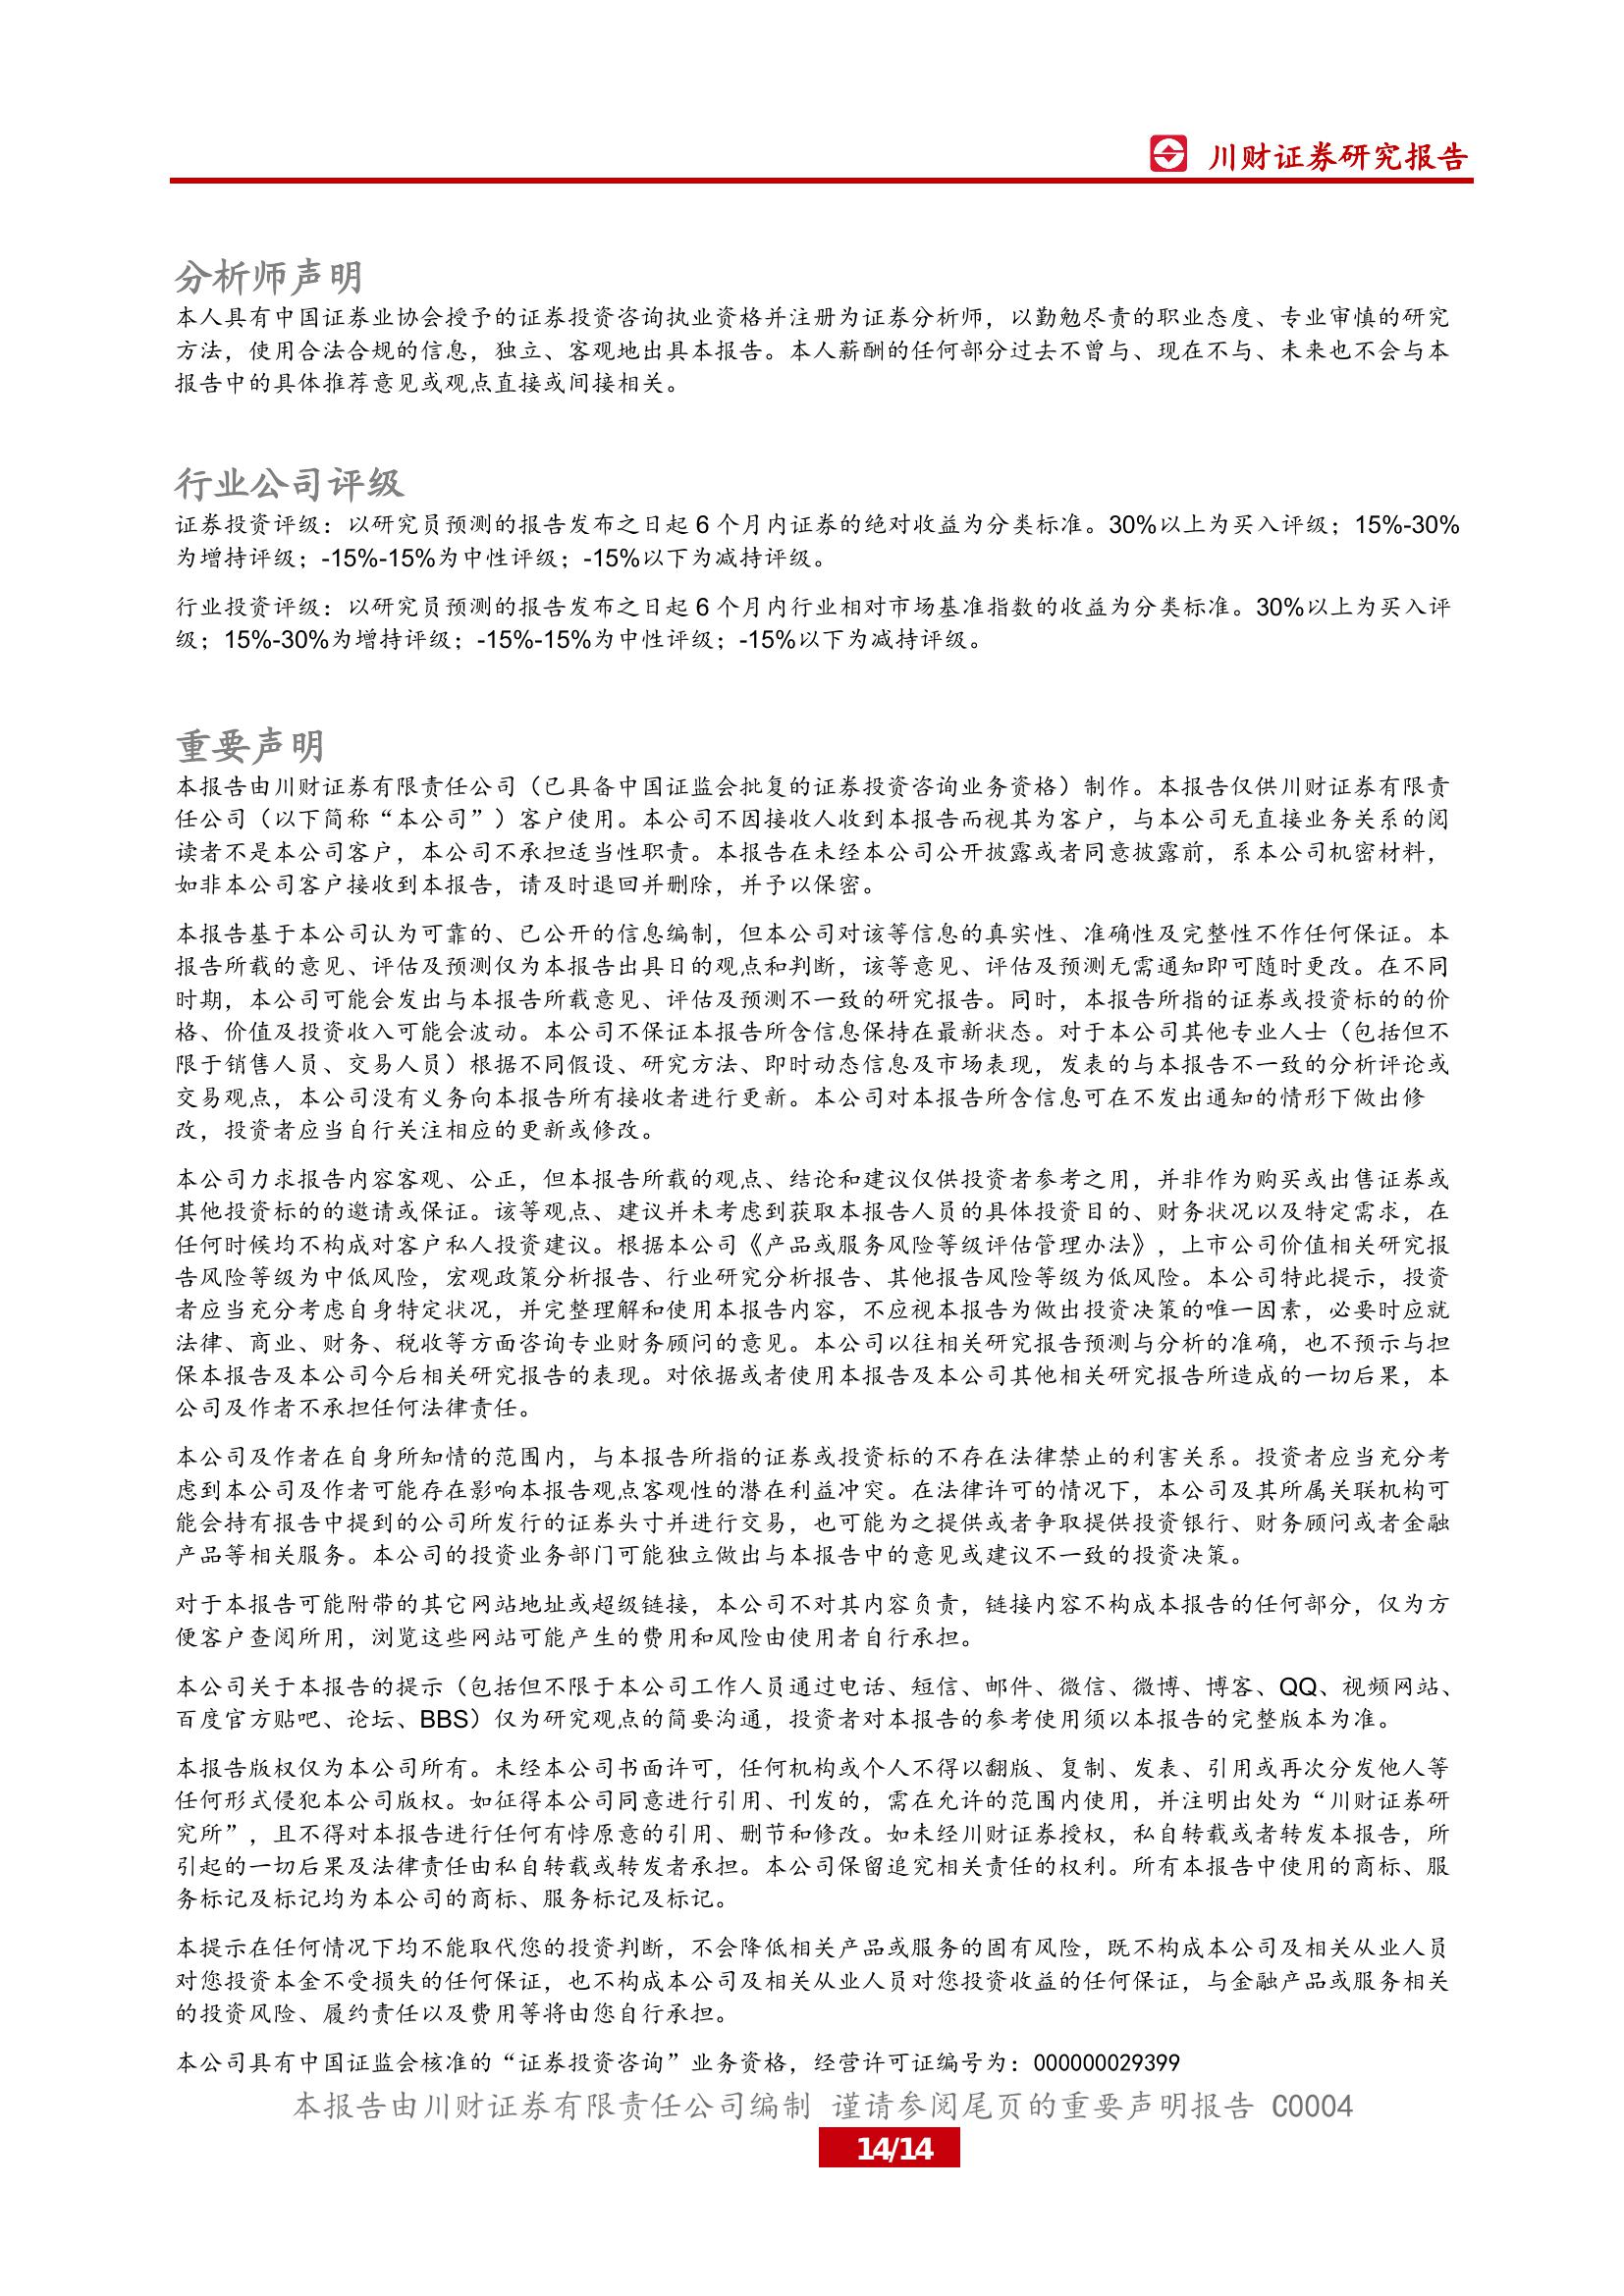 川财证券研究报告
分析师声明
本人具有中国证券业协会授予的证券投资咨询执业资格并注册为证券分析师，以勤勉尽责的职业态度、专业审慎的研究
方法，使用合法合规的信息，独立、客观地出具本报告。本人薪酬的任何部分过去不曾与、现在不与、未来也不会与本
报告中的具体推荐意见或观点直接或间接相关。
行业公司评级
证券投资评级：以研究员预测的报告发布之日起 6 个月内证券的绝对收益为分类标准。30%以上为买入评级；15%-30%
为增持评级；-15%-15%为中性评级；-15%以下为减持评级。
行业投资评级：以研究员预测的报告发布之日起 6 个月内行业相对市场基准指数的收益为分类标准。30%以上为买入评
级；15%-30%为增持评级；-15%-15%为中性评级；-15%以下为减持评级。
重要声明
本报告由川财证券有限责任公司（已具备中国证监会批复的证券投资咨询业务资格）制作。本报告仅供川财证券有限责
任公司（以下简称“本公司”）客户使用。本公司不因接收人收到本报告而视其为客户，与本公司无直接业务关系的阅
读者不是本公司客户，本公司不承担适当性职责。本报告在未经本公司公开披露或者同意披露前，系本公司机密材料，
如非本公司客户接收到本报告，请及时退回并删除，并予以保密。
本报告基于本公司认为可靠的、已公开的信息编制，但本公司对该等信息的真实性、准确性及完整性不作任何保证。本
报告所载的意见、评估及预测仅为本报告出具日的观点和判断，该等意见、评估及预测无需通知即可随时更改。在不同
时期，本公司可能会发出与本报告所载意见、评估及预测不一致的研究报告。同时，本报告所指的证券或投资标的的价
格、价值及投资收入可能会波动。本公司不保证本报告所含信息保持在最新状态。对于本公司其他专业人士（包括但不
限于销售人员、交易人员）根据不同假设、研究方法、即时动态信息及市场表现，发表的与本报告不一致的分析评论或
交易观点，本公司没有义务向本报告所有接收者进行更新。本公司对本报告所含信息可在不发出通知的情形下做出修
改，投资者应当自行关注相应的更新或修改。
本公司力求报告内容客观、公正，但本报告所载的观点、结论和建议仅供投资者参考之用，并非作为购买或出售证券或
其他投资标的的邀请或保证。该等观点、建议并未考虑到获取本报告人员的具体投资目的、财务状况以及特定需求，在
任何时候均不构成对客户私人投资建议。根据本公司《产品或服务风险等级评估管理办法》，上市公司价值相关研究报
告风险等级为中低风险，宏观政策分析报告、行业研究分析报告、其他报告风险等级为低风险。本公司特此提示，投资
者应当充分考虑自身特定状况，并完整理解和使用本报告内容，不应视本报告为做出投资决策的唯一因素，必要时应就
法律、商业、财务、税收等方面咨询专业财务顾问的意见。本公司以往相关研究报告预测与分析的准确，也不预示与担
保本报告及本公司今后相关研究报告的表现。对依据或者使用本报告及本公司其他相关研究报告所造成的一切后果，本
公司及作者不承担任何法律责任。
本公司及作者在自身所知情的范围内，与本报告所指的证券或投资标的不存在法律禁止的利害关系。投资者应当充分考
虑到本公司及作者可能存在影响本报告观点客观性的潜在利益冲突。在法律许可的情况下，本公司及其所属关联机构可
能会持有报告中提到的公司所发行的证券头寸并进行交易，也可能为之提供或者争取提供投资银行、财务顾问或者金融
产品等相关服务。本公司的投资业务部门可能独立做出与本报告中的意见或建议不一致的投资决策。
对于本报告可能附带的其它网站地址或超级链接，本公司不对其内容负责，链接内容不构成本报告的任何部分，仅为方
便客户查阅所用，浏览这些网站可能产生的费用和风险由使用者自行承担。
本公司关于本报告的提示（包括但不限于本公司工作人员通过电话、短信、邮件、微信、微博、博客、QQ、视频网站、
百度官方贴吧、论坛、BBS）仅为研究观点的简要沟通，投资者对本报告的参考使用须以本报告的完整版本为准。
本报告版权仅为本公司所有。未经本公司书面许可，任何机构或个人不得以翻版、复制、发表、引用或再次分发他人等
任何形式侵犯本公司版权。如征得本公司同意进行引用、刊发的，需在允许的范围内使用，并注明出处为“川财证券研
究所”，且不得对本报告进行任何有悖原意的引用、删节和修改。如未经川财证券授权，私自转载或者转发本报告，所
引起的一切后果及法律责任由私自转载或转发者承担。本公司保留追究相关责任的权利。所有本报告中使用的商标、服
务标记及标记均为本公司的商标、服务标记及标记。
本提示在任何情况下均不能取代您的投资判断，不会降低相关产品或服务的固有风险，既不构成本公司及相关从业人员
对您投资本金不受损失的任何保证，也不构成本公司及相关从业人员对您投资收益的任何保证，与金融产品或服务相关
的投资风险、履约责任以及费用等将由您自行承担。
本公司具有中国证监会核准的“证券投资咨询”业务资格，经营许可证编号为：000000029399
本报告由川财证券有限责任公司编制 谨请参阅尾页的重要声明报告 C0004
14/14